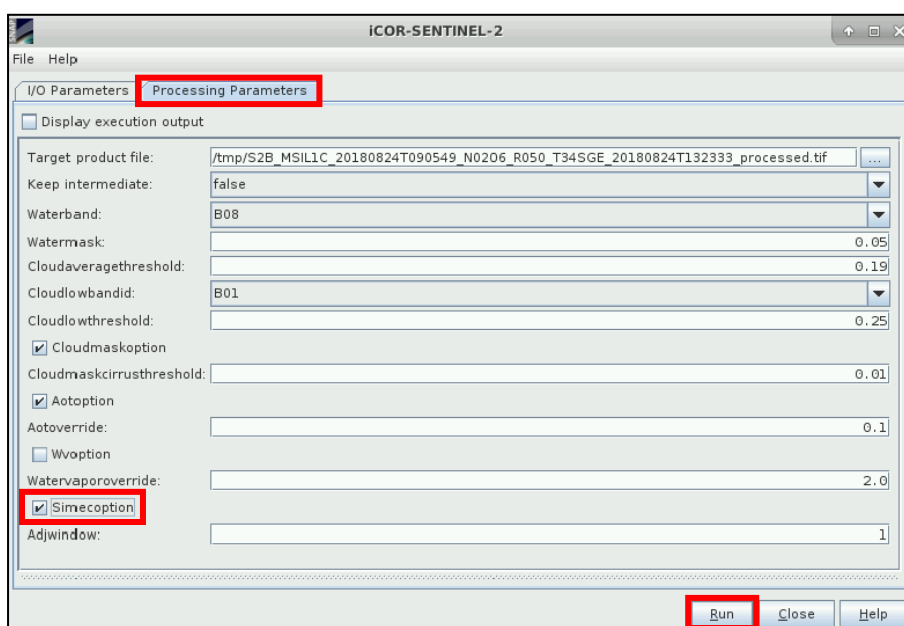 iCOR-SENTINEL-2
File Help
I/O Parameters Processing Parameters
Display execution output
Target product file: /tmp/S2B_MSIL1C_20180824T090549_N0206_R050_T34SGE_20180824T132333_processed.tif ...
Keep intermediate: false
Waterband: B08
Watermask: 0.05
Cloudaveragethreshold: 0.19
Cloudlowbandid: B01
Cloudlowthreshold: 0.25
Cloudmaskoption
Cloudmaskcirrusthreshold: 0.01
Aotoption
Aotoverride: 0.1
Wvoption
Watervaporoverride: 2.0
Simecoption
Adjwindow: 1
Run Close Help